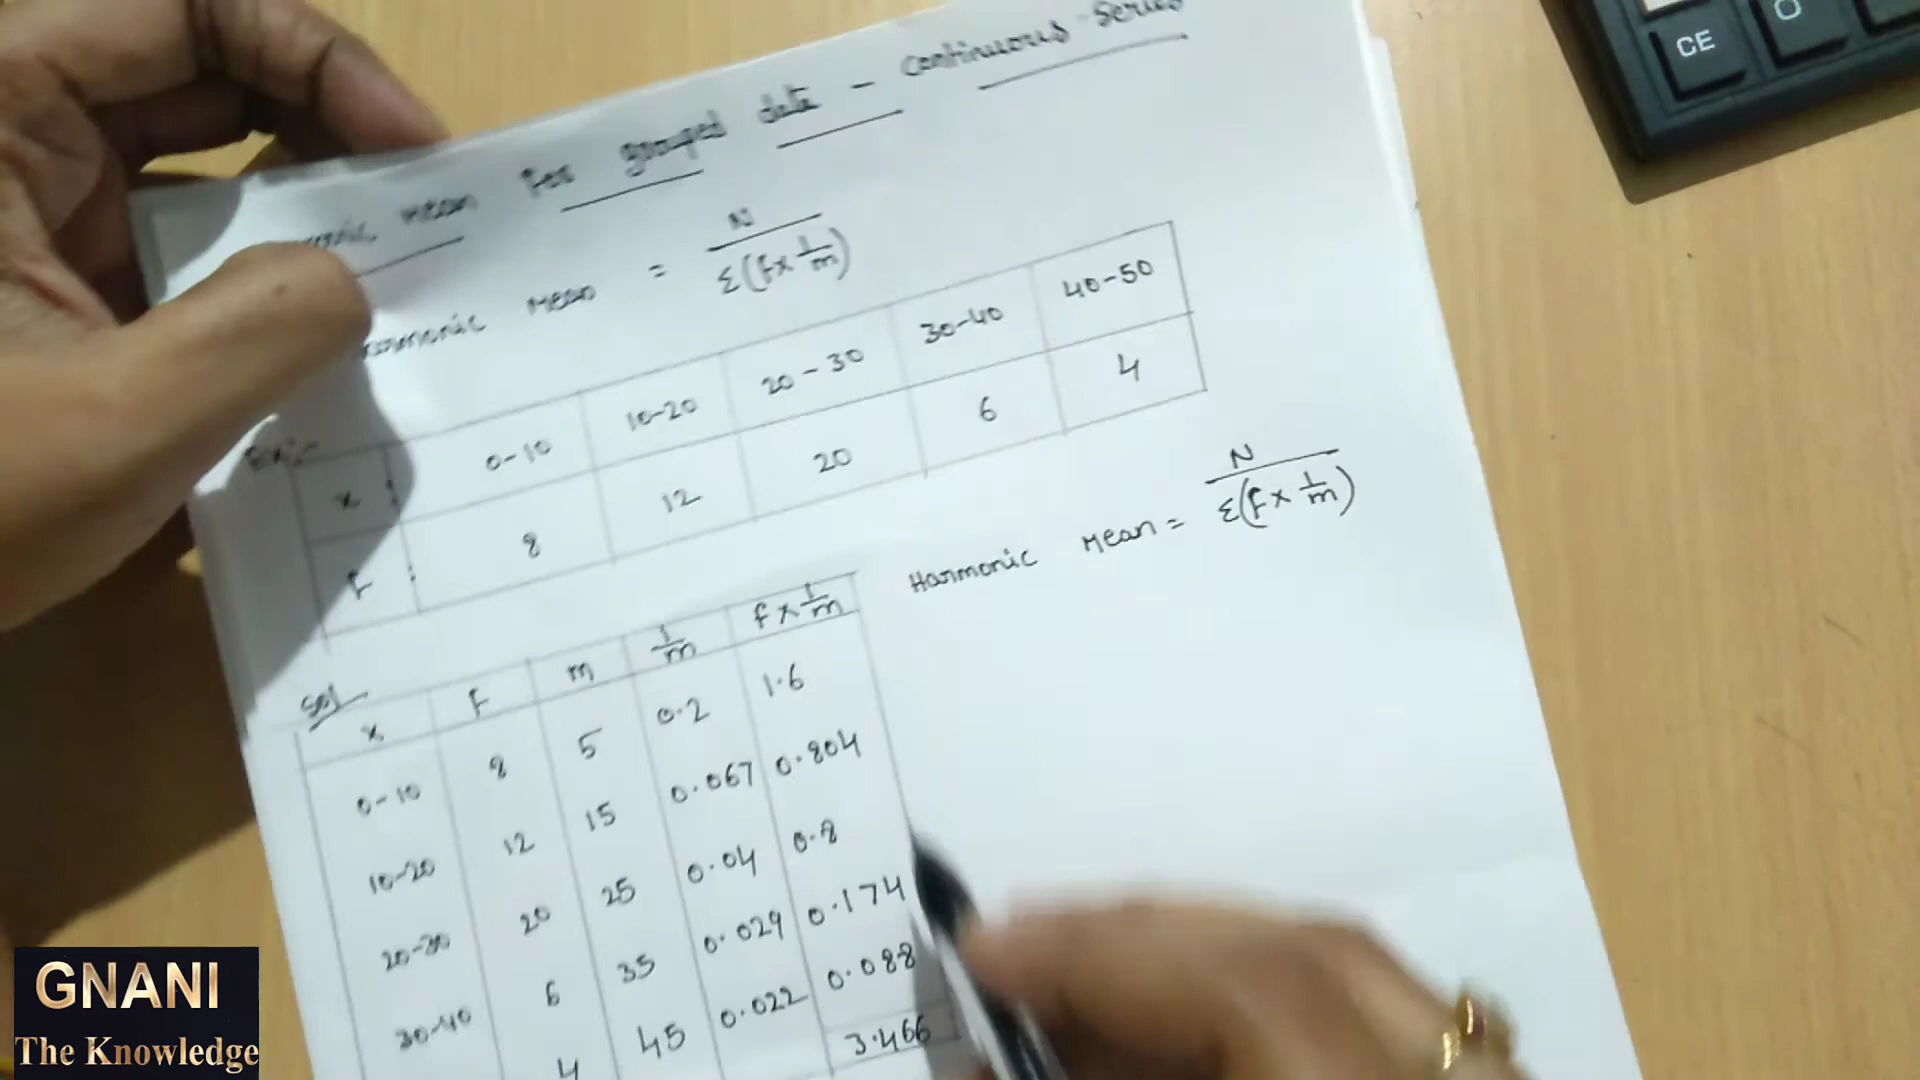 mean for grouped data - continuous series
Harmonic Mean = N / Σ(f x 1/m)
Ex:-
x : 0-10 10-20 20-30 30-40 40-50
F : 8 12 20 6 4
Harmonic Mean = N / Σ(f x 1/m)
Sol
x F m 1/m f x 1/m
0-10 8 5 0.2 1.6
10-20 12 15 0.067 0.804
20-30 20 25 0.04 0.8
30-40 6 35 0.029 0.174
4 45 0.022 0.088
3.466
CE 0
GNANI
The Knowledge